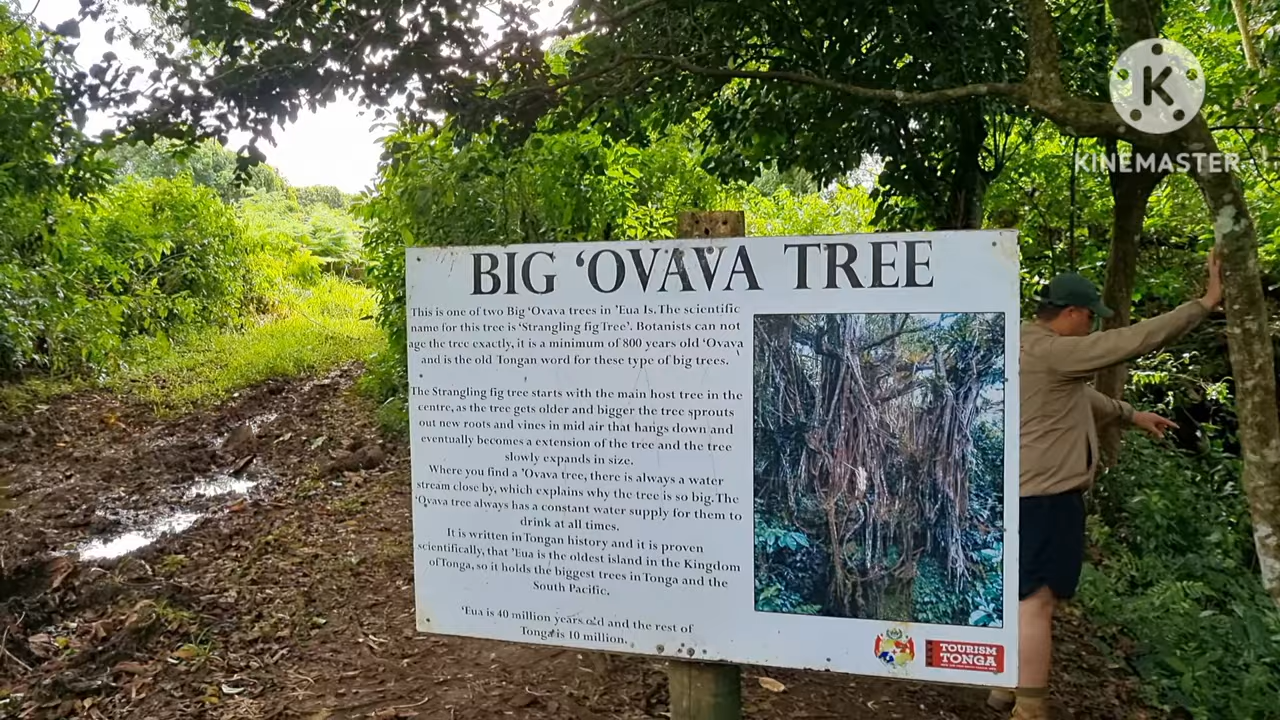 K
KINEMASTER
BIG ‘OVAVA TREE
This is one of two Big ‘Ovava trees in ’Eua Is. The scientific
name for this tree is ‘Strangling fig Tree’. Botanists can not
age the tree exactly, it is a minimum of 800 years old ‘Ovava
and is the old Tongan word for these type of big trees.
The Strangling fig tree starts with the main host tree in the
centre, as the tree gets older and bigger the tree sprouts
out new roots and vines in mid air that hangs down and
eventually becomes a extension of the tree and the tree
slowly expands in size.
Where you find a ’Ovava tree, there is always a water
stream close by, which explains why the tree is so big. The
‘Ovava tree always has a constant water supply for them to
drink at all times.
It is written in Tongan history and it is proven
scientifically, that ’Eua is the oldest island in the Kingdom
of Tonga, so it holds the biggest trees in Tonga and the
South Pacific.
‘Eua is 40 million years old and the rest of
Tonga is 10 million.
TOURISM
TONGA